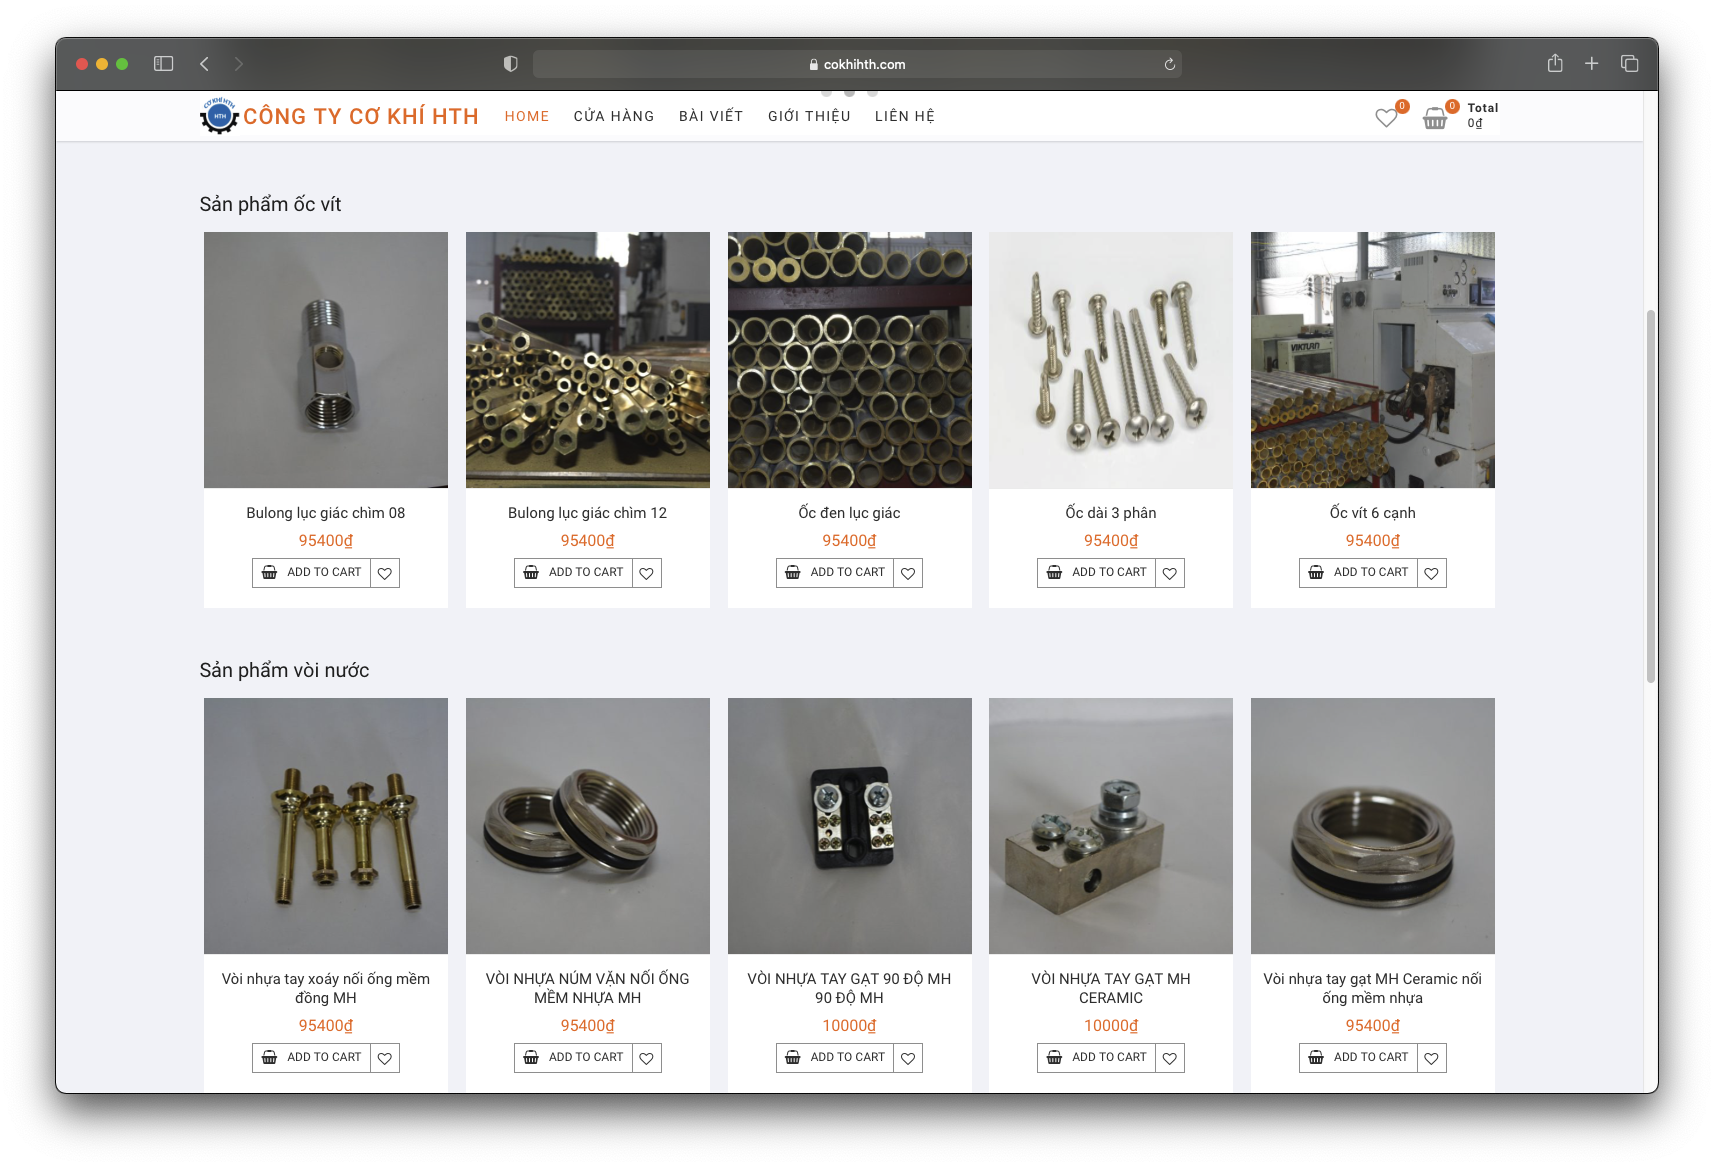 cokhihth.com
CƠ KHÍ HTH
HTH
CÔNG TY CƠ KHÍ HTH
HOME
CỬA HÀNG
BÀI VIẾT
GIỚI THIỆU
LIÊN HỆ
0
0
Total
0₫
Sản phẩm ốc vít
VIKTURN
Bulong lục giác chìm 08
95400₫
ADD TO CART
Bulong lục giác chìm 12
95400₫
ADD TO CART
Ốc đen lục giác
95400₫
ADD TO CART
Ốc dài 3 phân
95400₫
ADD TO CART
Ốc vít 6 cạnh
95400₫
ADD TO CART
Sản phẩm vòi nước
Vòi nhựa tay xoáy nối ống mềm
đồng MH
95400₫
ADD TO CART
VÒI NHỰA NÚM VẶN NỐI ỐNG
MỀM NHỰA MH
95400₫
ADD TO CART
VÒI NHỰA TAY GẠT 90 ĐỘ MH
90 ĐỘ MH
10000₫
ADD TO CART
VÒI NHỰA TAY GẠT MH
CERAMIC
10000₫
ADD TO CART
Vòi nhựa tay gạt MH Ceramic nối
ống mềm nhựa
95400₫
ADD TO CART